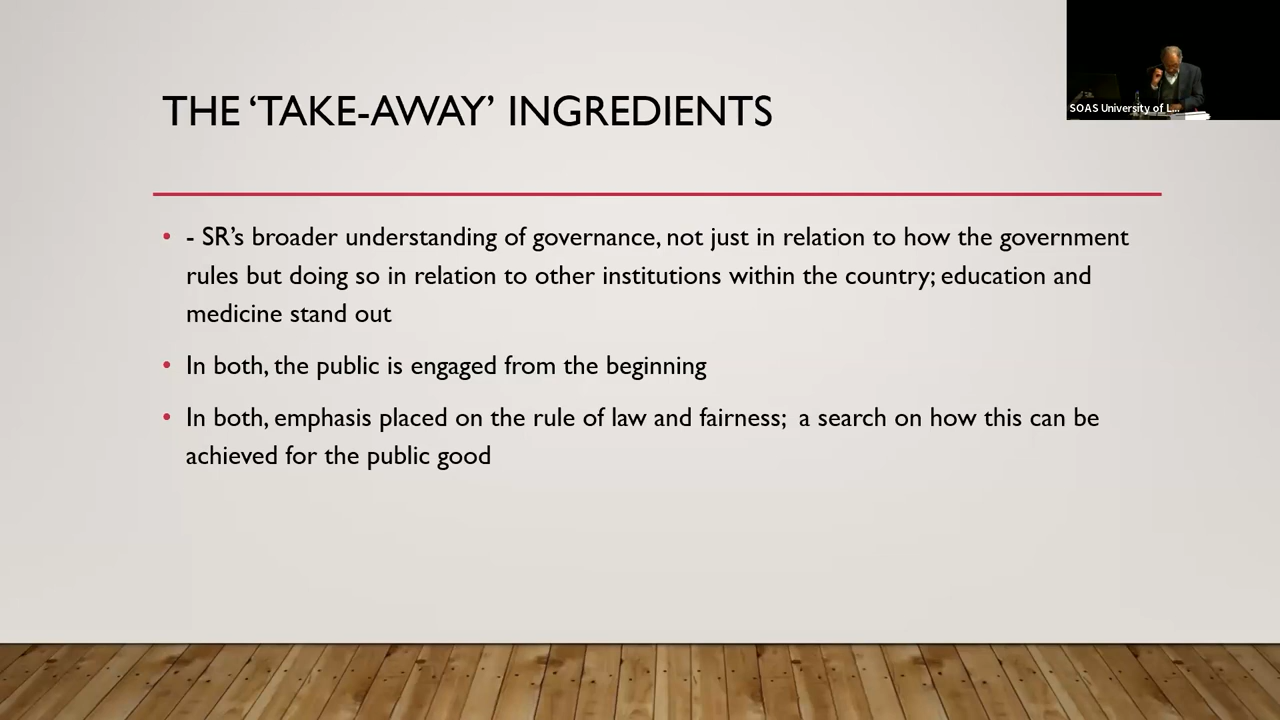 THE ‘TAKE-AWAY’ INGREDIENTS
SOAS University of L...
• - SR’s broader understanding of governance, not just in relation to how the government
rules but doing so in relation to other institutions within the country; education and
medicine stand out
• In both, the public is engaged from the beginning
• In both, emphasis placed on the rule of law and fairness;  a search on how this can be
achieved for the public good